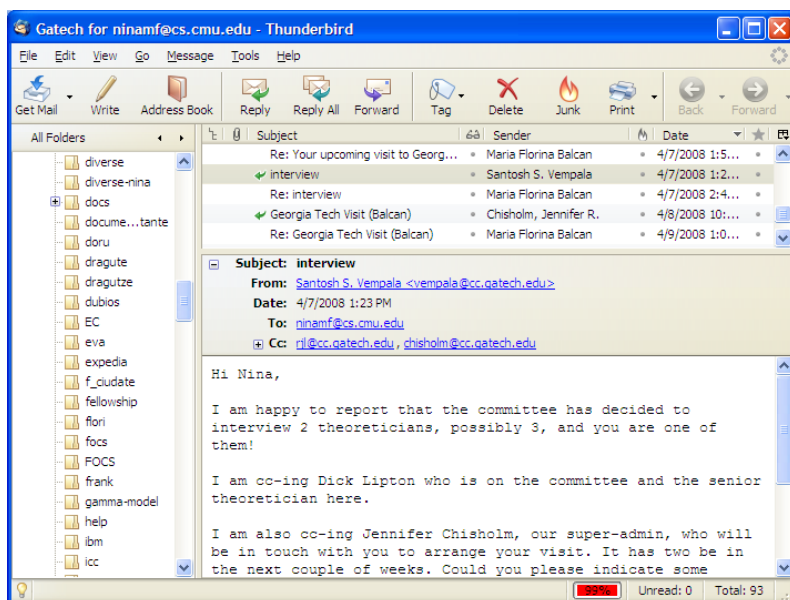 Gatech for ninamf@cs.cmu.edu - Thunderbird
File Edit View Go Message Tools Help
Get Mail Write Address Book Reply Reply All Forward Tag Delete Junk Print Back Forward
All Folders Subject Sender Date
Re: Your upcoming visit to Georg... Maria Florina Balcan 4/7/2008 1:5...
interview Santosh S. Vempala 4/7/2008 1:2...
Re: interview Maria Florina Balcan 4/7/2008 2:4...
Georgia Tech Visit (Balcan) Chisholm, Jennifer R. 4/8/2008 10:...
Re: Georgia Tech Visit (Balcan) Maria Florina Balcan 4/9/2008 1:0...
diverse
diverse-nina
docs
docume...tante
doru
dragute
dragutze
dubios
EC
eva
expedia
f_ciudate
fellowship
flori
focs
FOCS
frank
gamma-model
help
ibm
icc
Subject: interview
From: Santosh S. Vempala <vempala@cc.gatech.edu>
Date: 4/7/2008 1:23 PM
To: ninamf@cs.cmu.edu
Cc: rjl@cc.gatech.edu , chisholm@cc.gatech.edu
Hi Nina,
I am happy to report that the committee has decided to
interview 2 theoreticians, possibly 3, and you are one of
them!
I am cc-ing Dick Lipton who is on the committee and the senior
theoretician here.
I am also cc-ing Jennifer Chisholm, our super-admin, who will
be in touch with you to arrange your visit. It has two be in
the next couple of weeks. Could you please indicate some
99% Unread: 0 Total: 93